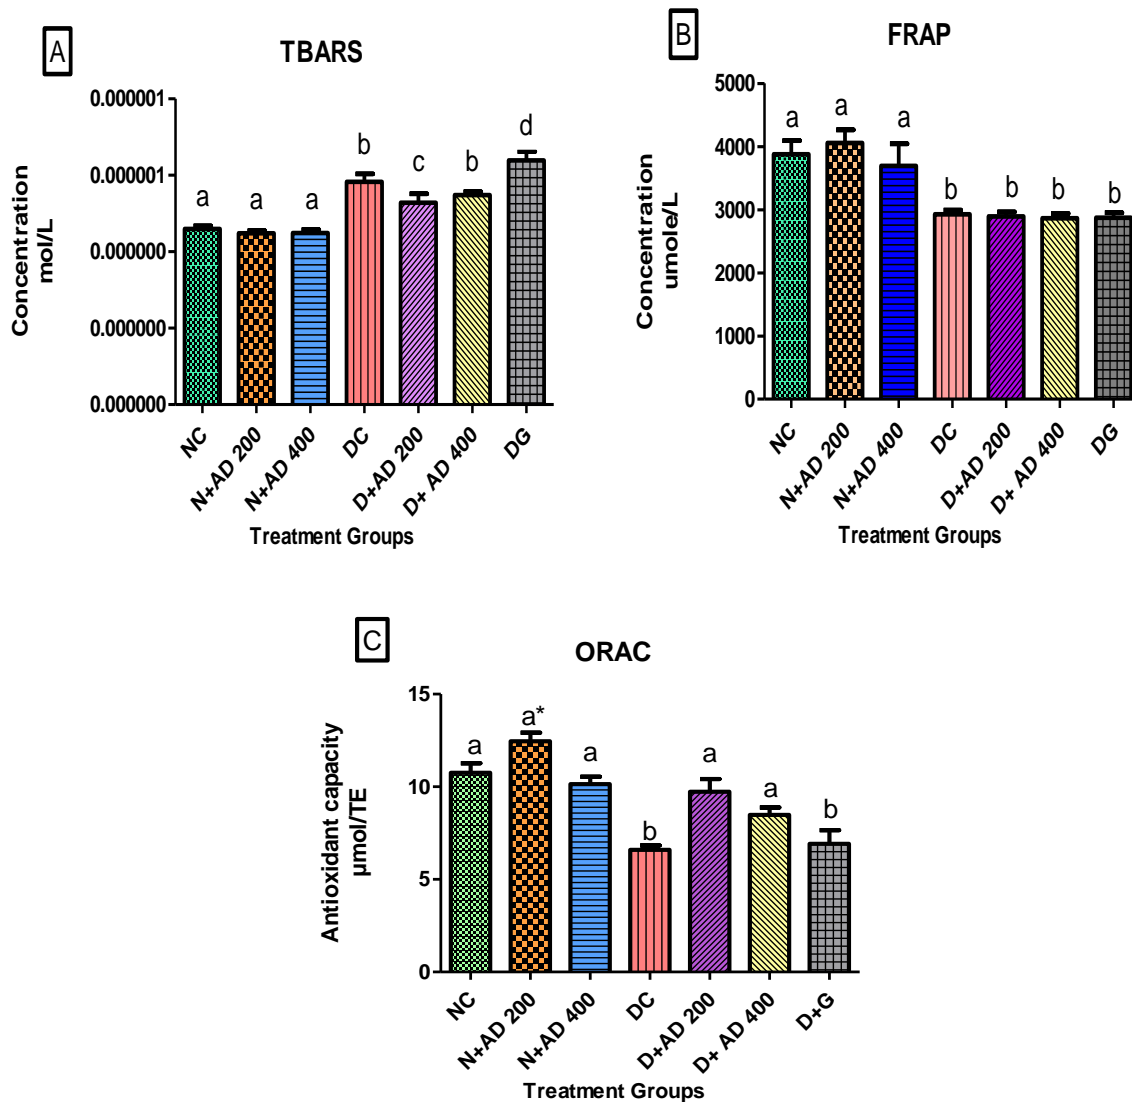 A
TBARS
Concentration
mol/L
0.000001
0.000001
0.000000
0.000000
0.000000
a
a
a
b
c
b
d
NC
N+AD 200
N+AD 400
DC
D+AD 200
D+ AD 400
DG
Treatment Groups
B
FRAP
Concentration
umole/L
5000
4000
3000
2000
1000
0
a
a
a
b
b
b
b
NC
N+AD 200
N+AD 400
DC
D+AD 200
D+ AD 400
DG
Treatment Groups
C
ORAC
Antioxidant capacity
µmol/TE
15
10
5
0
a
a*
a
b
a
a
b
NC
N+AD 200
N+AD 400
DC
D+AD 200
D+ AD 400
D+G
Treatment Groups